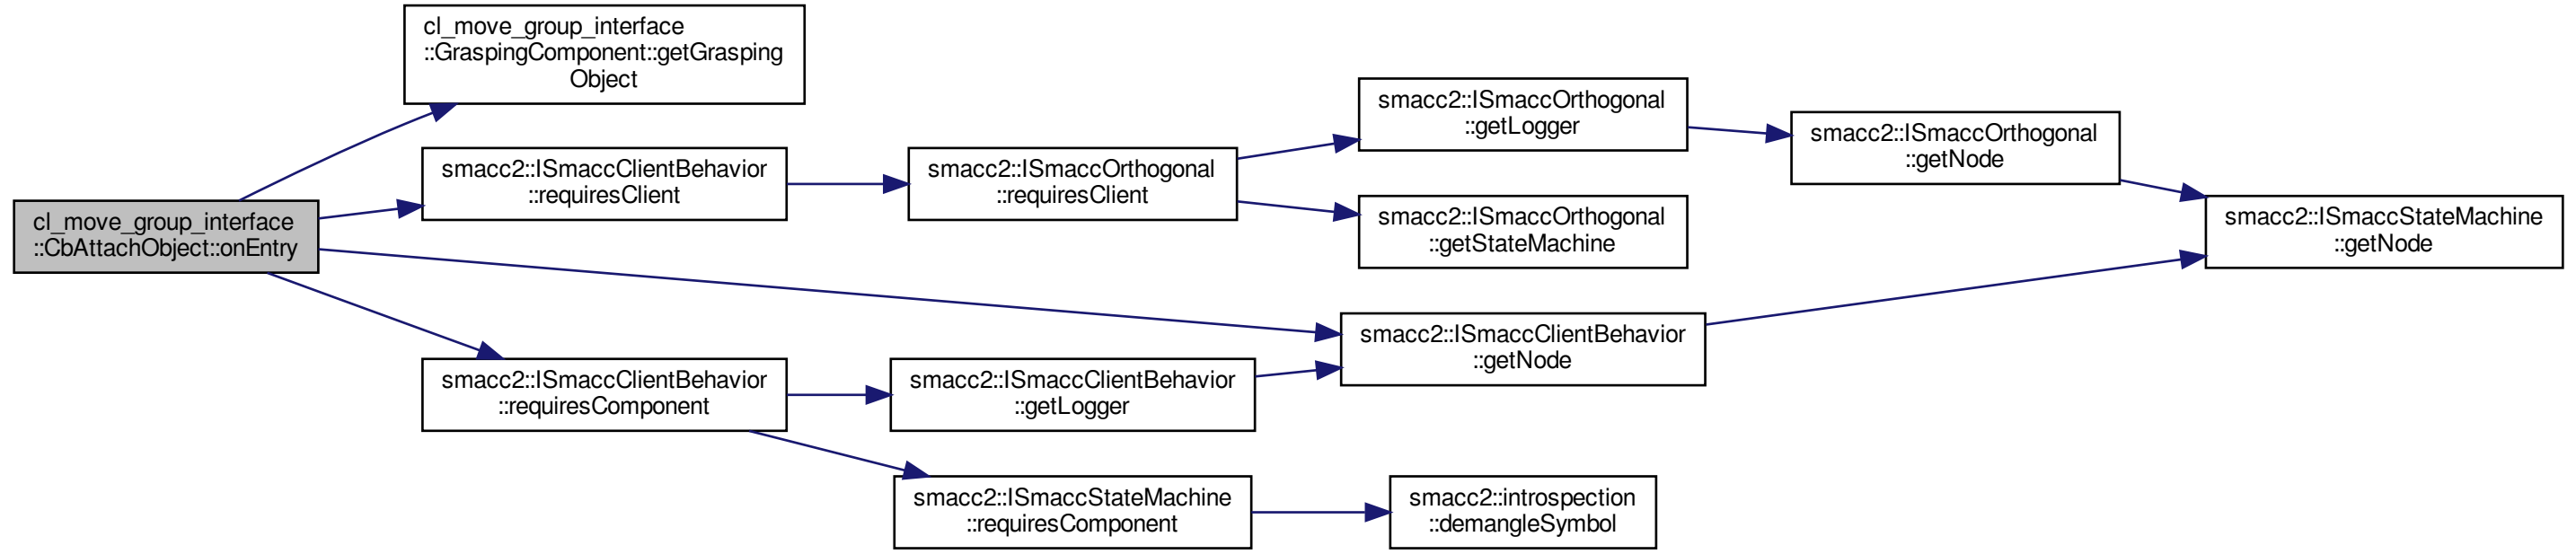 cl_move_group_interface
::GraspingComponent::getGrasping
Object
smacc2::ISmaccOrthogonal
::getLogger
smacc2::ISmaccOrthogonal
::getNode
smacc2::ISmaccClientBehavior
::requiresClient
smacc2::ISmaccOrthogonal
::requiresClient
cl_move_group_interface
::CbAttachObject::onEntry
smacc2::ISmaccOrthogonal
::getStateMachine
smacc2::ISmaccStateMachine
::getNode
smacc2::ISmaccClientBehavior
::getNode
smacc2::ISmaccClientBehavior
::requiresComponent
smacc2::ISmaccClientBehavior
::getLogger
smacc2::ISmaccStateMachine
::requiresComponent
smacc2::introspection
::demangleSymbol